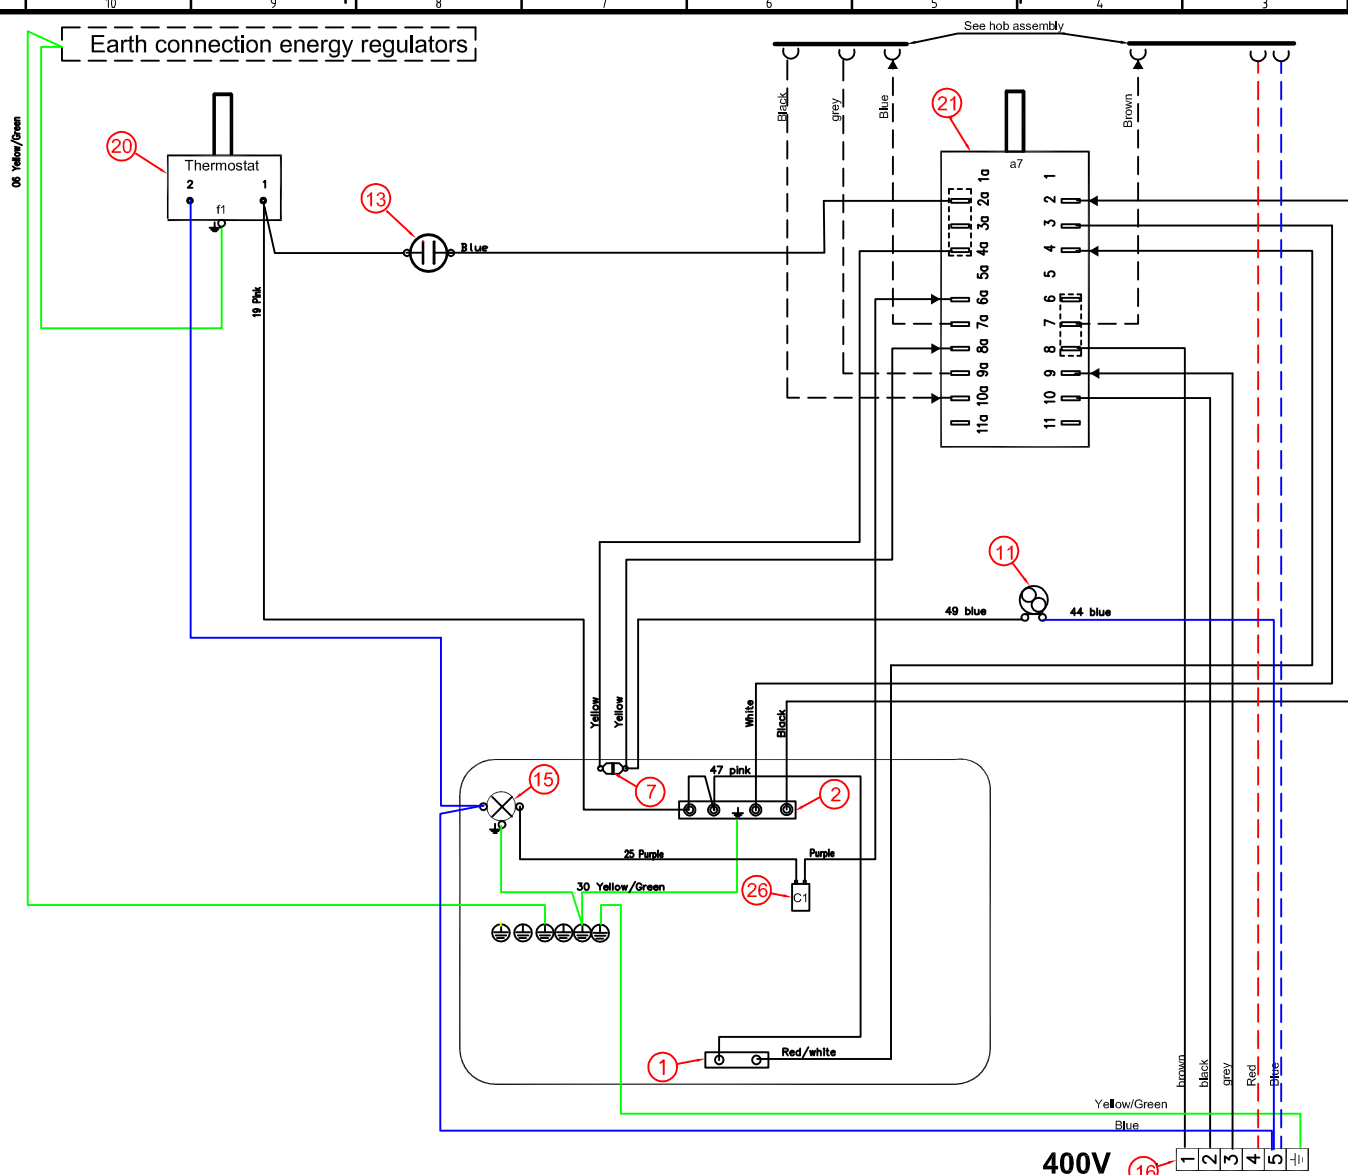 10 9 8 7 6 5 4 3
See hob assembly
Earth connection energy regulators
06 Yellow/Green
20
Thermostat
2 1
f1
13
Blue
19 Pink
Black
grey
Blue
Brown
21
a7
1a 1
2a 2
3a 3
4a 4
5a 5
6a 6
7a 7
8a 8
9a 9
10a 10
11a 11
11
49 blue
44 blue
Yellow
Yellow
White
Black
15
7
47 pink
2
25 Purple
Purple
30 Yellow/Green
26
C1
1
Red/white
brown
black
grey
Red
Blue
Yellow/Green
Blue
400V
16
1 2 3 4 5